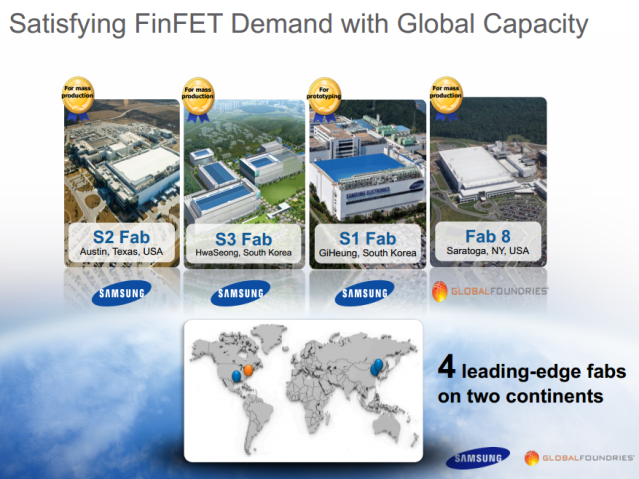 Satisfying FinFET Demand with Global Capacity
For mass
production
For mass
production
For
prototyping
For mass
production
SAMSUNG ELECTRONICS
S2 Fab
Austin, Texas, USA
S3 Fab
HwaSeong, South Korea
S1 Fab
GiHeung, South Korea
Fab 8
Saratoga, NY, USA
SAMSUNG
SAMSUNG
SAMSUNG
GLOBALFOUNDRIES
4 leading-edge fabs
on two continents
SAMSUNG
GLOBALFOUNDRIES